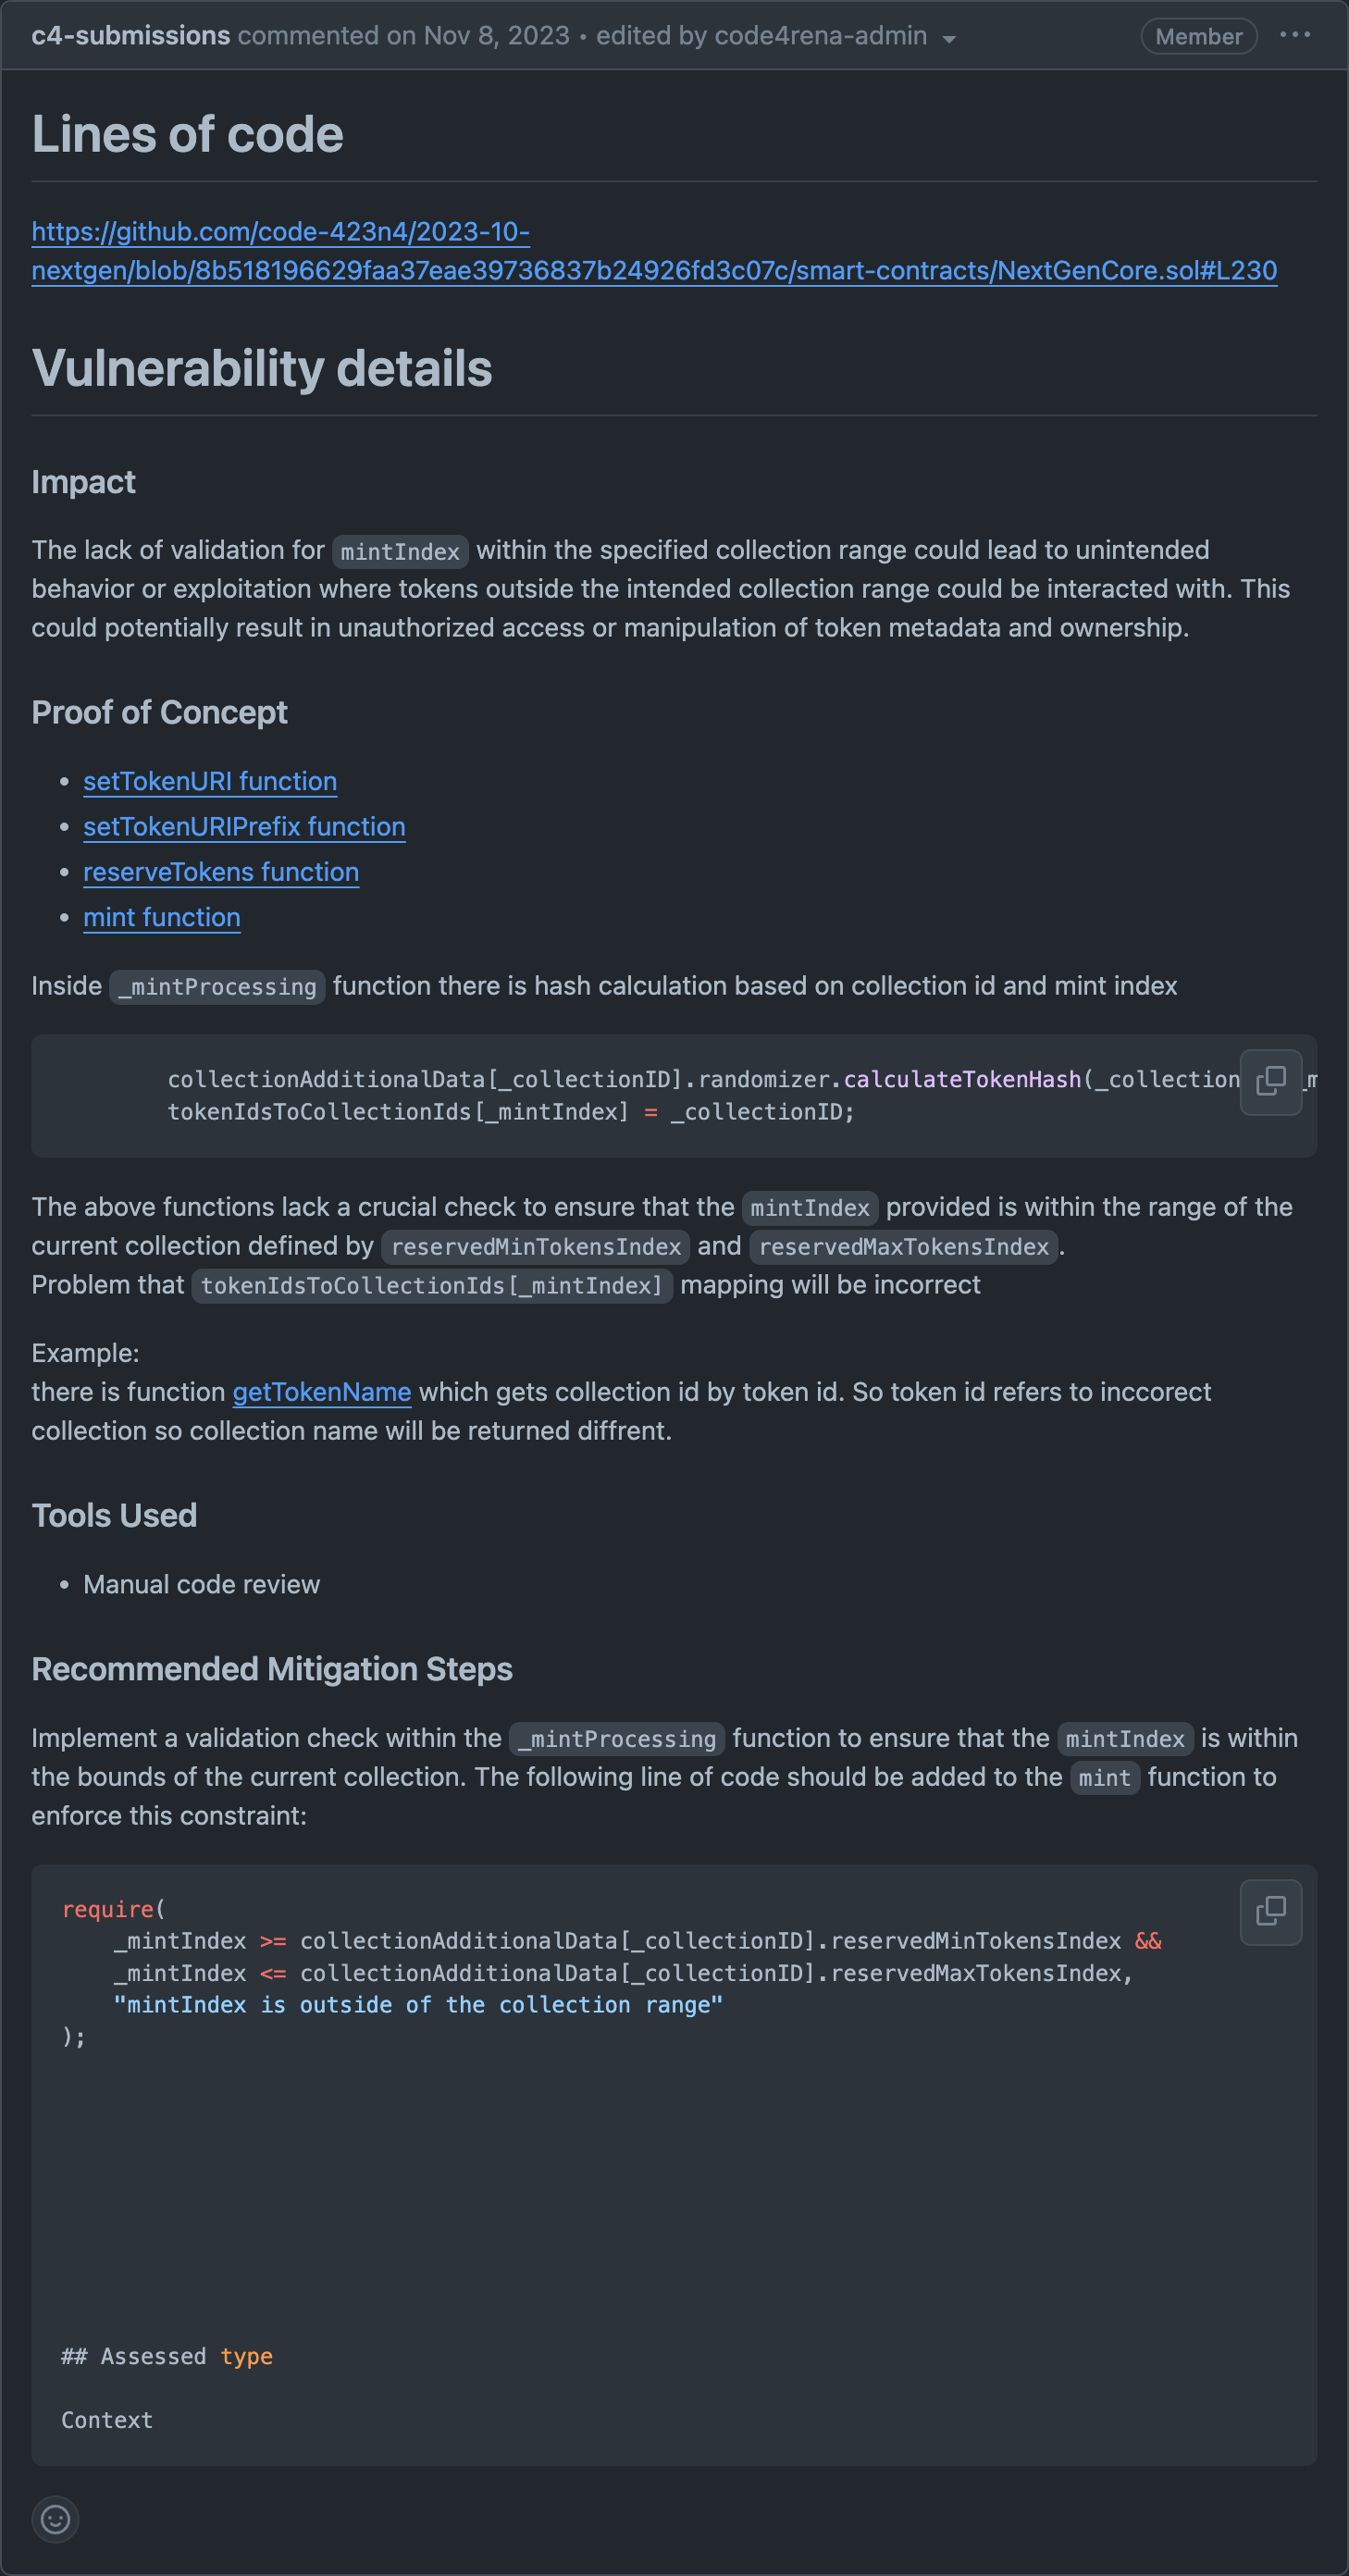 c4-submissions commented on Nov 8, 2023 • edited by code4rena-admin
Member
Lines of code
https://github.com/code-423n4/2023-10-
nextgen/blob/8b518196629faa37eae39736837b24926fd3c07c/smart-contracts/NextGenCore.sol#L230
Vulnerability details
Impact
The lack of validation for mintIndex within the specified collection range could lead to unintended
behavior or exploitation where tokens outside the intended collection range could be interacted with. This
could potentially result in unauthorized access or manipulation of token metadata and ownership.
Proof of Concept
• setTokenURI function
• setTokenURIPrefix function
• reserveTokens function
• mint function
Inside _mintProcessing function there is hash calculation based on collection id and mint index
collectionAdditionalData[_collectionID].randomizer.calculateTokenHash(_collection _m
tokenIdsToCollectionIds[_mintIndex] = _collectionID;
The above functions lack a crucial check to ensure that the mintIndex provided is within the range of the
current collection defined by reservedMinTokensIndex and reservedMaxTokensIndex.
Problem that tokenIdsToCollectionIds[_mintIndex] mapping will be incorrect
Example:
there is function getTokenName which gets collection id by token id. So token id refers to inccorect
collection so collection name will be returned diffrent.
Tools Used
• Manual code review
Recommended Mitigation Steps
Implement a validation check within the _mintProcessing function to ensure that the mintIndex is within
the bounds of the current collection. The following line of code should be added to the mint function to
enforce this constraint:
require(
_mintIndex >= collectionAdditionalData[_collectionID].reservedMinTokensIndex &&
_mintIndex <= collectionAdditionalData[_collectionID].reservedMaxTokensIndex,
"mintIndex is outside of the collection range"
);
## Assessed type
Context